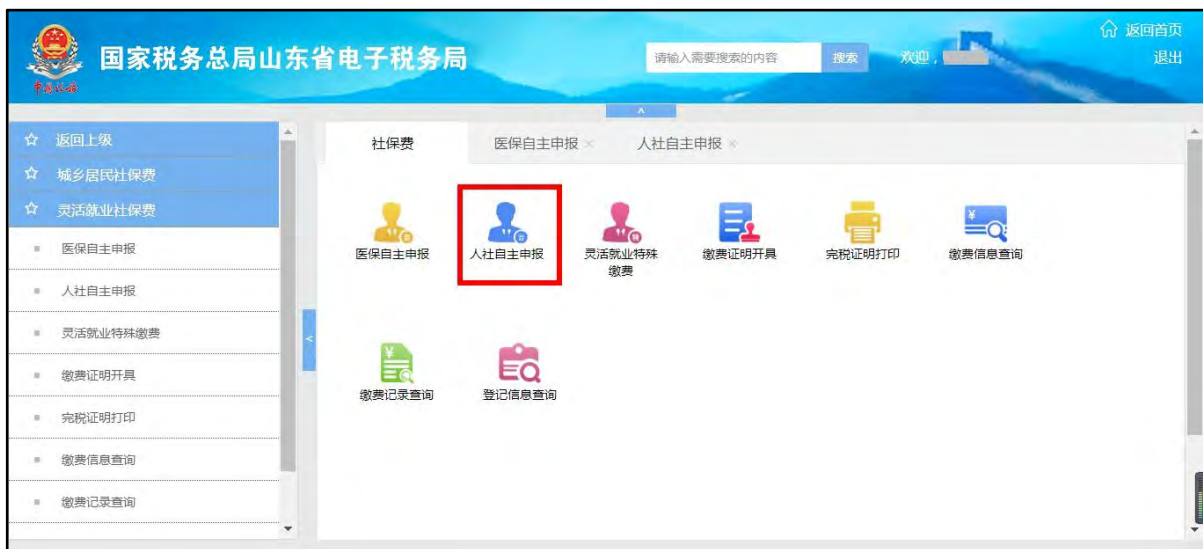 返回首页
国家税务总局山东省电子税务局
请输入需要搜索的内容 搜索 欢迎，
退出
中国税务
返回上级
城乡居民社保费
灵活就业社保费
医保自主申报
人社自主申报
灵活就业特殊缴费
缴费证明开具
完税证明打印
缴费信息查询
缴费记录查询
社保费 医保自主申报 × 人社自主申报 ×
医保自主申报 人社自主申报 灵活就业特殊 缴费证明开具 完税证明打印 缴费信息查询
缴费
缴费记录查询 登记信息查询